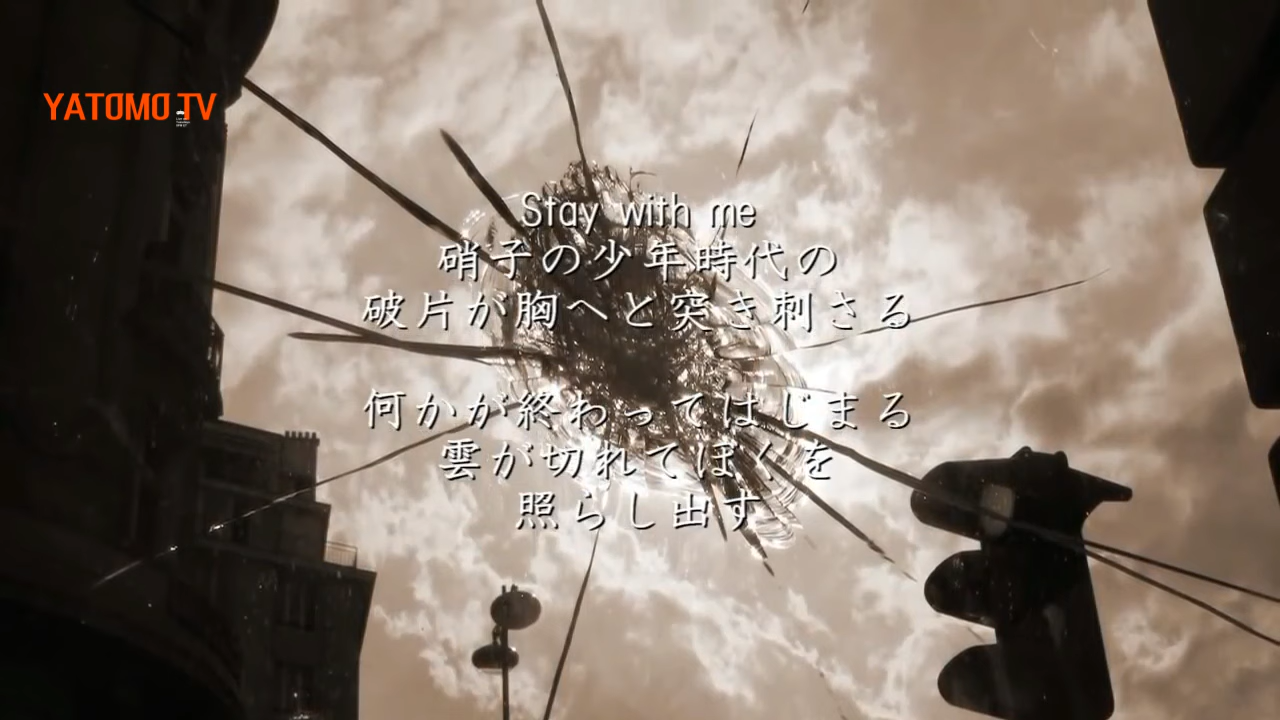 YATOMO TV
Stay with me
硝子の少年時代の
破片が胸へと突き刺さる
何かが終わってはじまる
雲が切れてぼくを
照らし出す